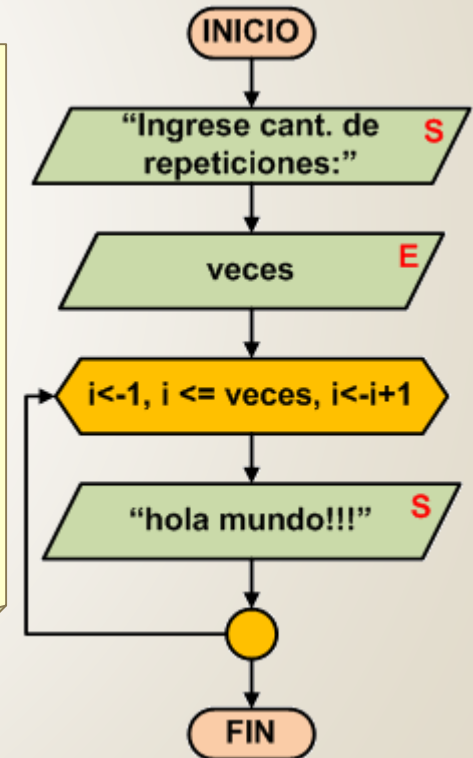 INICIO
“Ingrese cant. de S
repeticiones:”
veces E
i<-1, i <= veces, i<-i+1
“hola mundo!!!” S
FIN